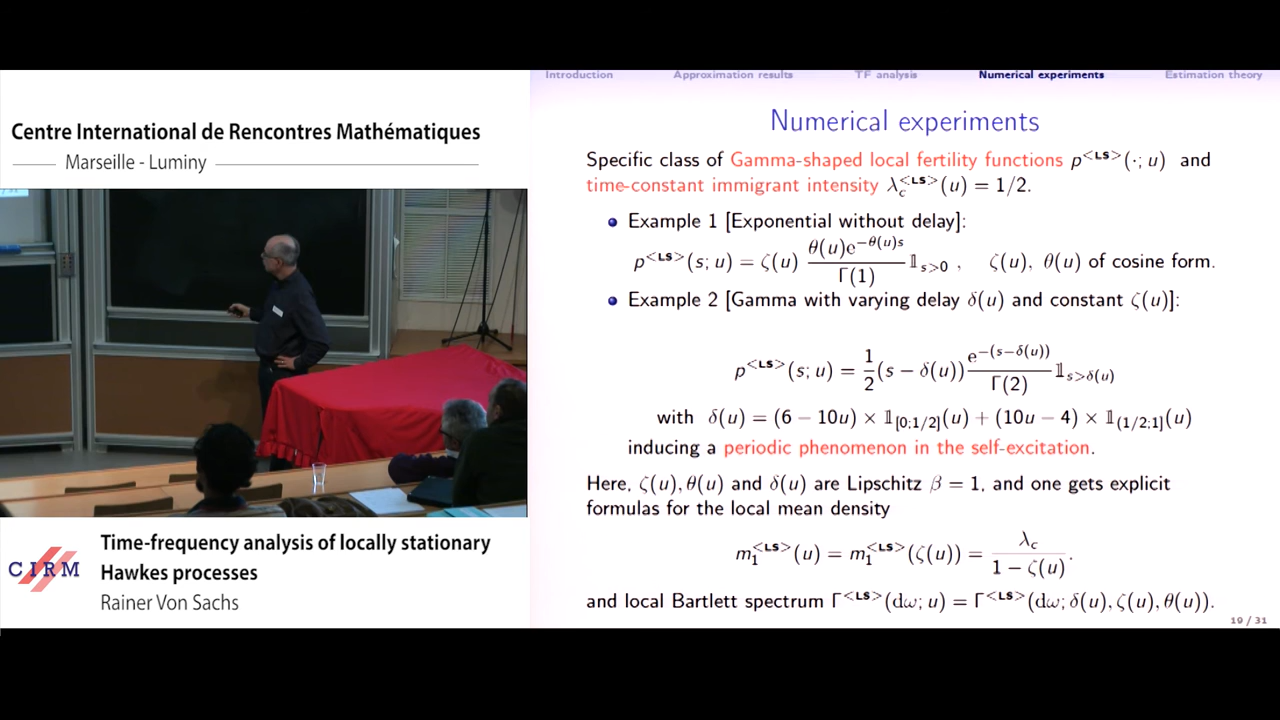 Centre International de Rencontres Mathématiques
Marseille - Luminy
Time-frequency analysis of locally stationary
Hawkes processes
CIRM
Rainer Von Sachs
Introduction Approximation results TF analysis Numerical experiments Estimation theory
Numerical experiments
Specific class of Gamma-shaped local fertility functions p^{<LS>}(·; u) and
time-constant immigrant intensity λ_c^{<LS>}(u) = 1/2.
• Example 1 [Exponential without delay]:
p^{<LS>}(s; u) = ζ(u) \frac{θ(u)e^{−θ(u)s}}{Γ(1)} 𝟙_{s>0} , ζ(u), θ(u) of cosine form.
• Example 2 [Gamma with varying delay δ(u) and constant ζ(u)]:
p^{<LS>}(s; u) = \frac{1}{2}(s − δ(u)) \frac{e^{−(s−δ(u))}}{Γ(2)} 𝟙_{s>δ(u)}
with δ(u) = (6 − 10u) × 𝟙_{[0;1/2]}(u) + (10u − 4) × 𝟙_{(1/2;1]}(u)
inducing a periodic phenomenon in the self-excitation.
Here, ζ(u), θ(u) and δ(u) are Lipschitz β = 1, and one gets explicit
formulas for the local mean density
m_1^{<LS>}(u) = m_1^{<LS>}(ζ(u)) = \frac{λ_c}{1 − ζ(u)}.
and local Bartlett spectrum Γ^{<LS>}(dω; u) = Γ^{<LS>}(dω; δ(u), ζ(u), θ(u)).
19 / 31